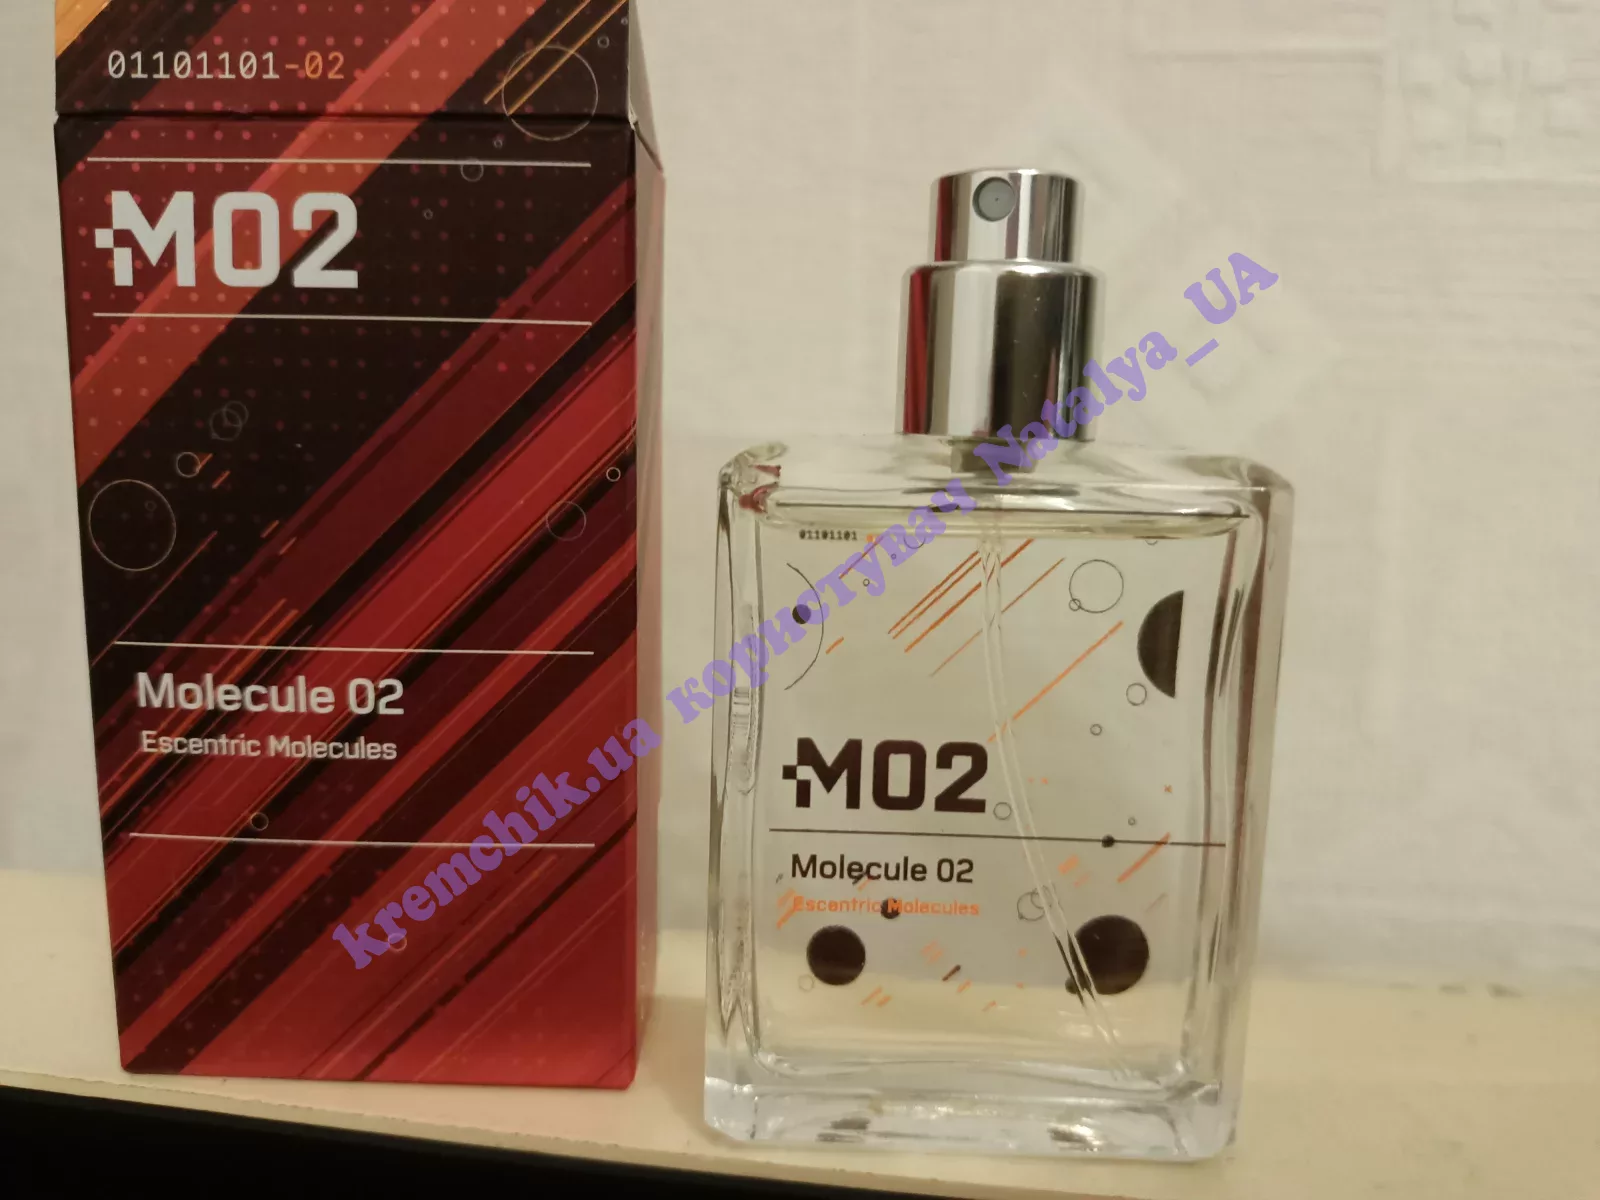 01101101-02
M02
Molecule 02
Escentric Molecules
01101101
M02
Molecule 02
Escentric Molecules
kremchik.ua користувач Natalya_UA